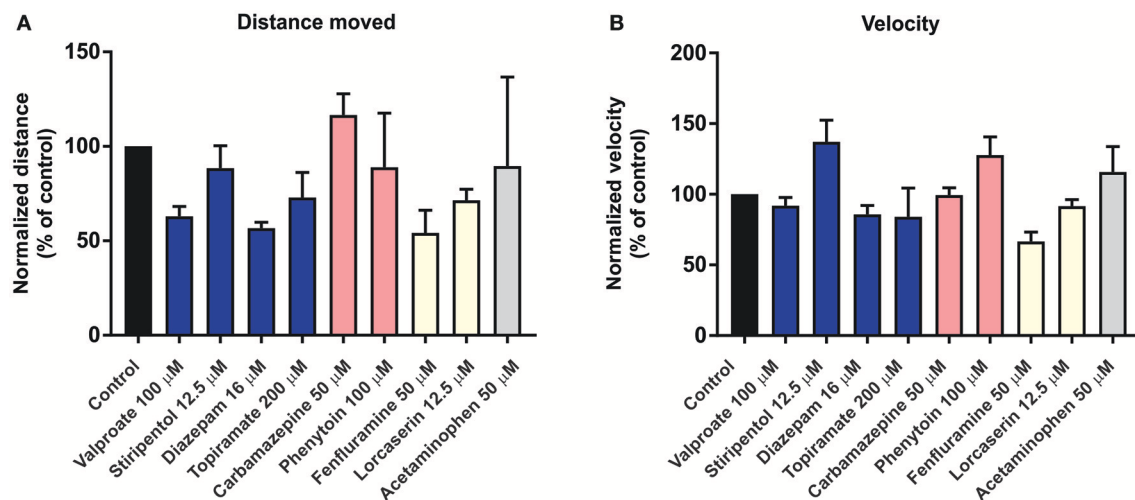 A
Distance moved
Normalized distance
(% of control)
150
100
50
0
Control
Valproate 100 µM
Stiripentol 12.5 µM
Diazepam 16 µM
Topiramate 200 µM
Carbamazepine 50 µM
Phenytoin 100 µM
Fenfluramine 50 µM
Lorcaserin 12.5 µM
Acetaminophen 50 µM
B
Velocity
Normalized velocity
(% of control)
200
150
100
50
0
Control
Valproate 100 µM
Stiripentol 12.5 µM
Diazepam 16 µM
Topiramate 200 µM
Carbamazepine 50 µM
Phenytoin 100 µM
Fenfluramine 50 µM
Lorcaserin 12.5 µM
Acetaminophen 50 µM